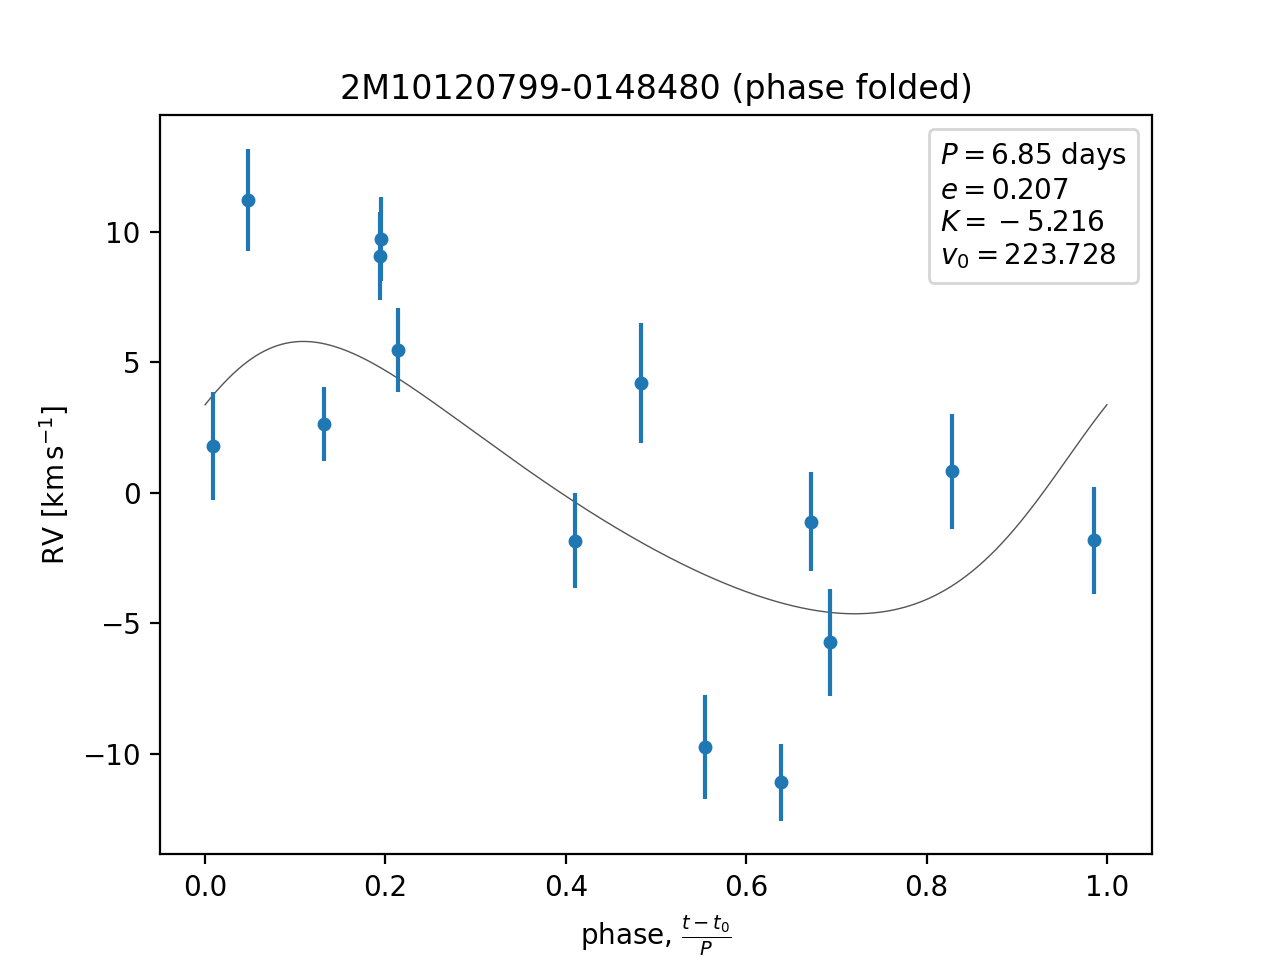 2M10120799-0148480 (phase folded)
P = 6.85 days
e = 0.207
K = −5.216
v₀ = 223.728
10
5
0
−5
−10
RV [km s⁻¹]
0.0 0.2 0.4 0.6 0.8 1.0
phase, (t − t₀)/P